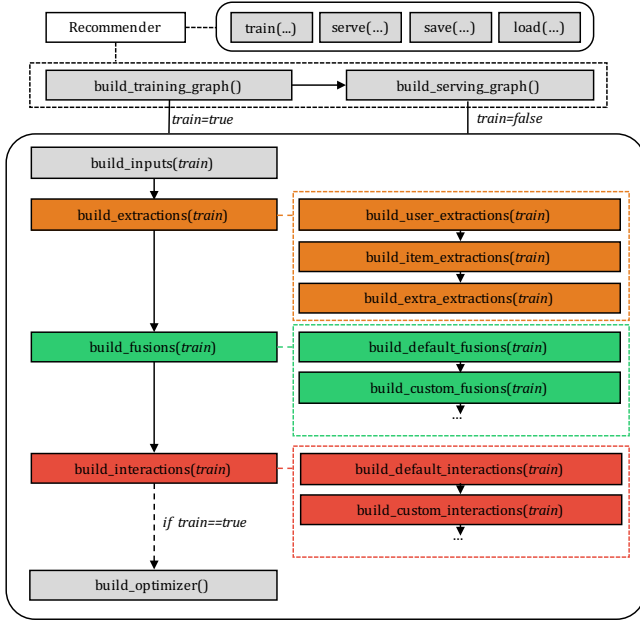 Recommender
train(...)
serve(...)
save(...)
load(...)
build_training_graph()
build_serving_graph()
train=true
train=false
build_inputs(train)
build_extractions(train)
build_user_extractions(train)
build_item_extractions(train)
build_extra_extractions(train)
build_fusions(train)
build_default_fusions(train)
build_custom_fusions(train)
...
build_interactions(train)
build_default_interactions(train)
build_custom_interactions(train)
...
if train==true
build_optimizer()